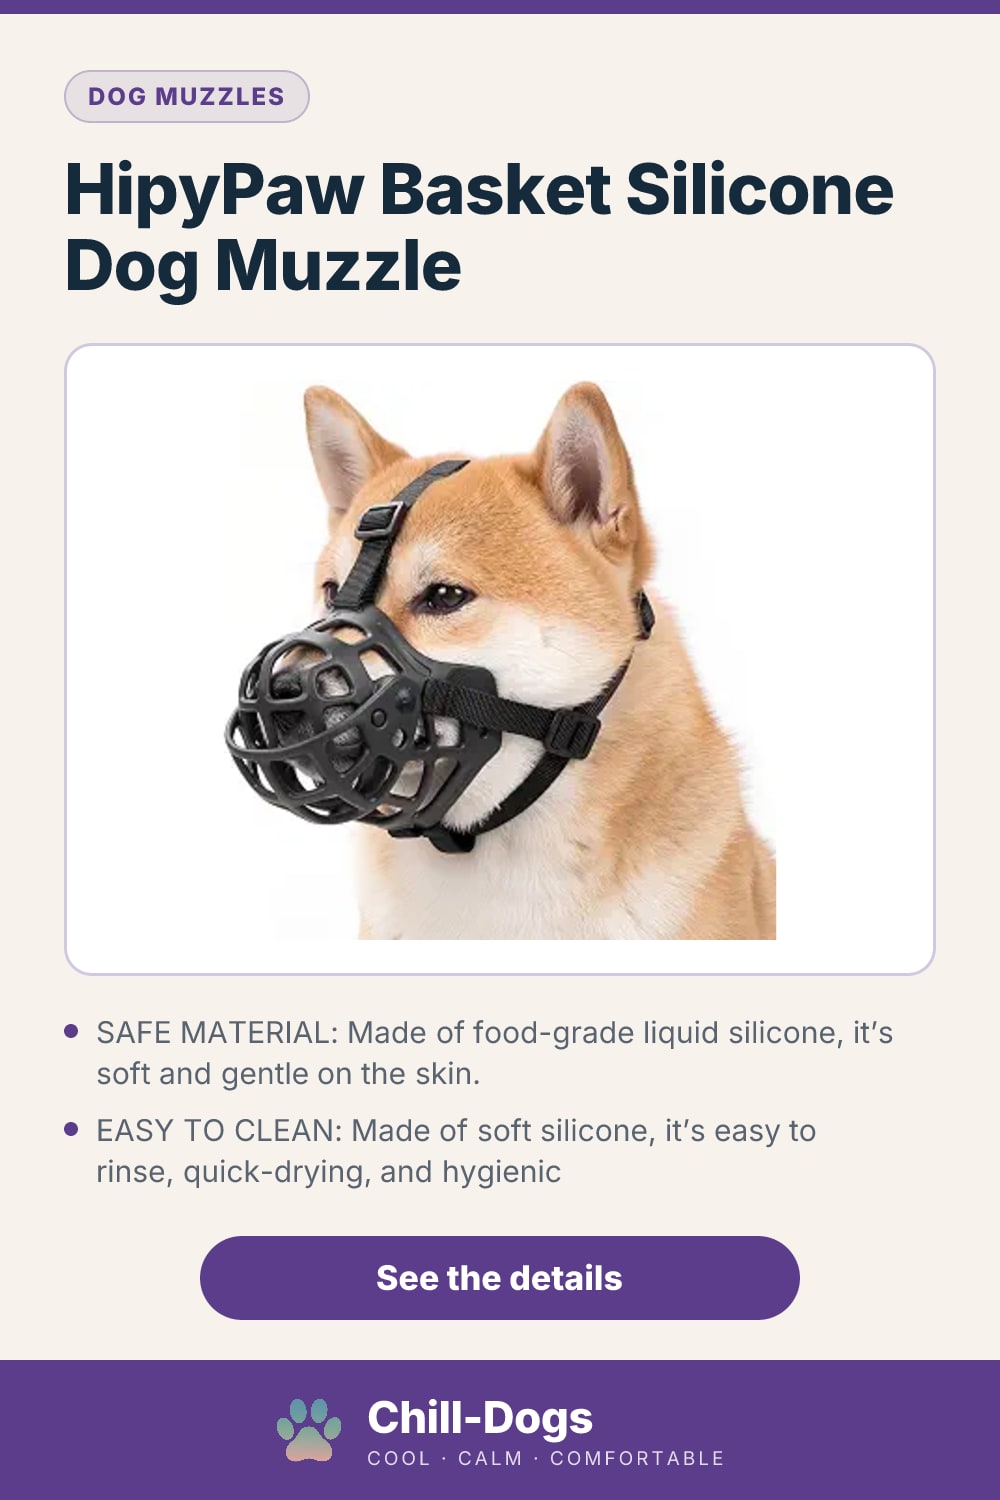 DOG MUZZLES
HipyPaw Basket Silicone
Dog Muzzle
SAFE MATERIAL: Made of food-grade liquid silicone, it’s
soft and gentle on the skin.
EASY TO CLEAN: Made of soft silicone, it’s easy to
rinse, quick-drying, and hygienic
See the details
Chill-Dogs
COOL · CALM · COMFORTABLE